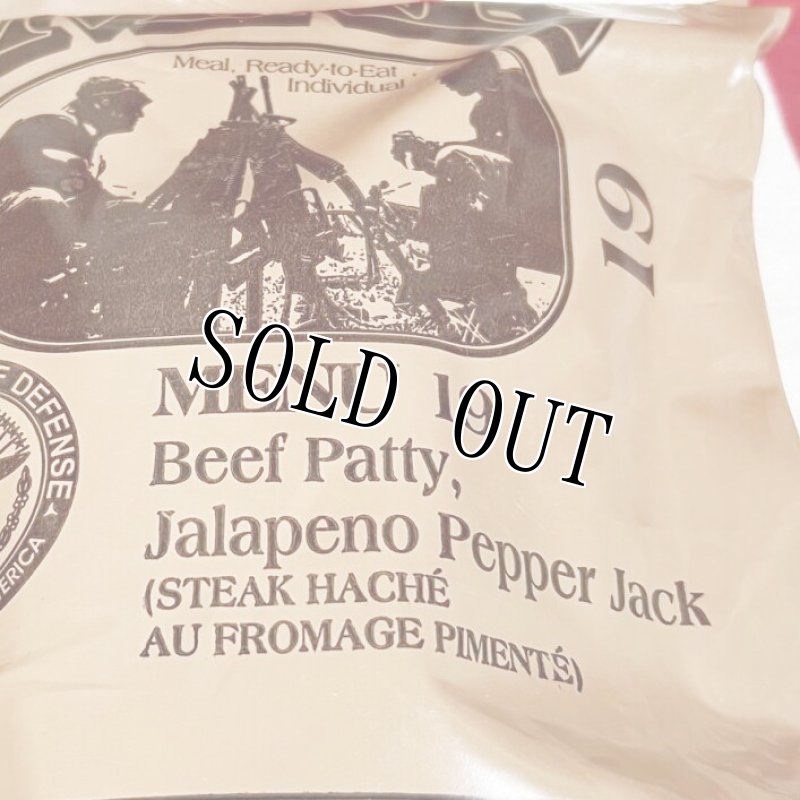 Meal, Ready-to-Eat
Individual
19
MENU 19
SOLD OUT
Beef Patty,
Jalapeno Pepper Jack
(STEAK HACHÉ
AU FROMAGE PIMENTÉ)
DEFENSE